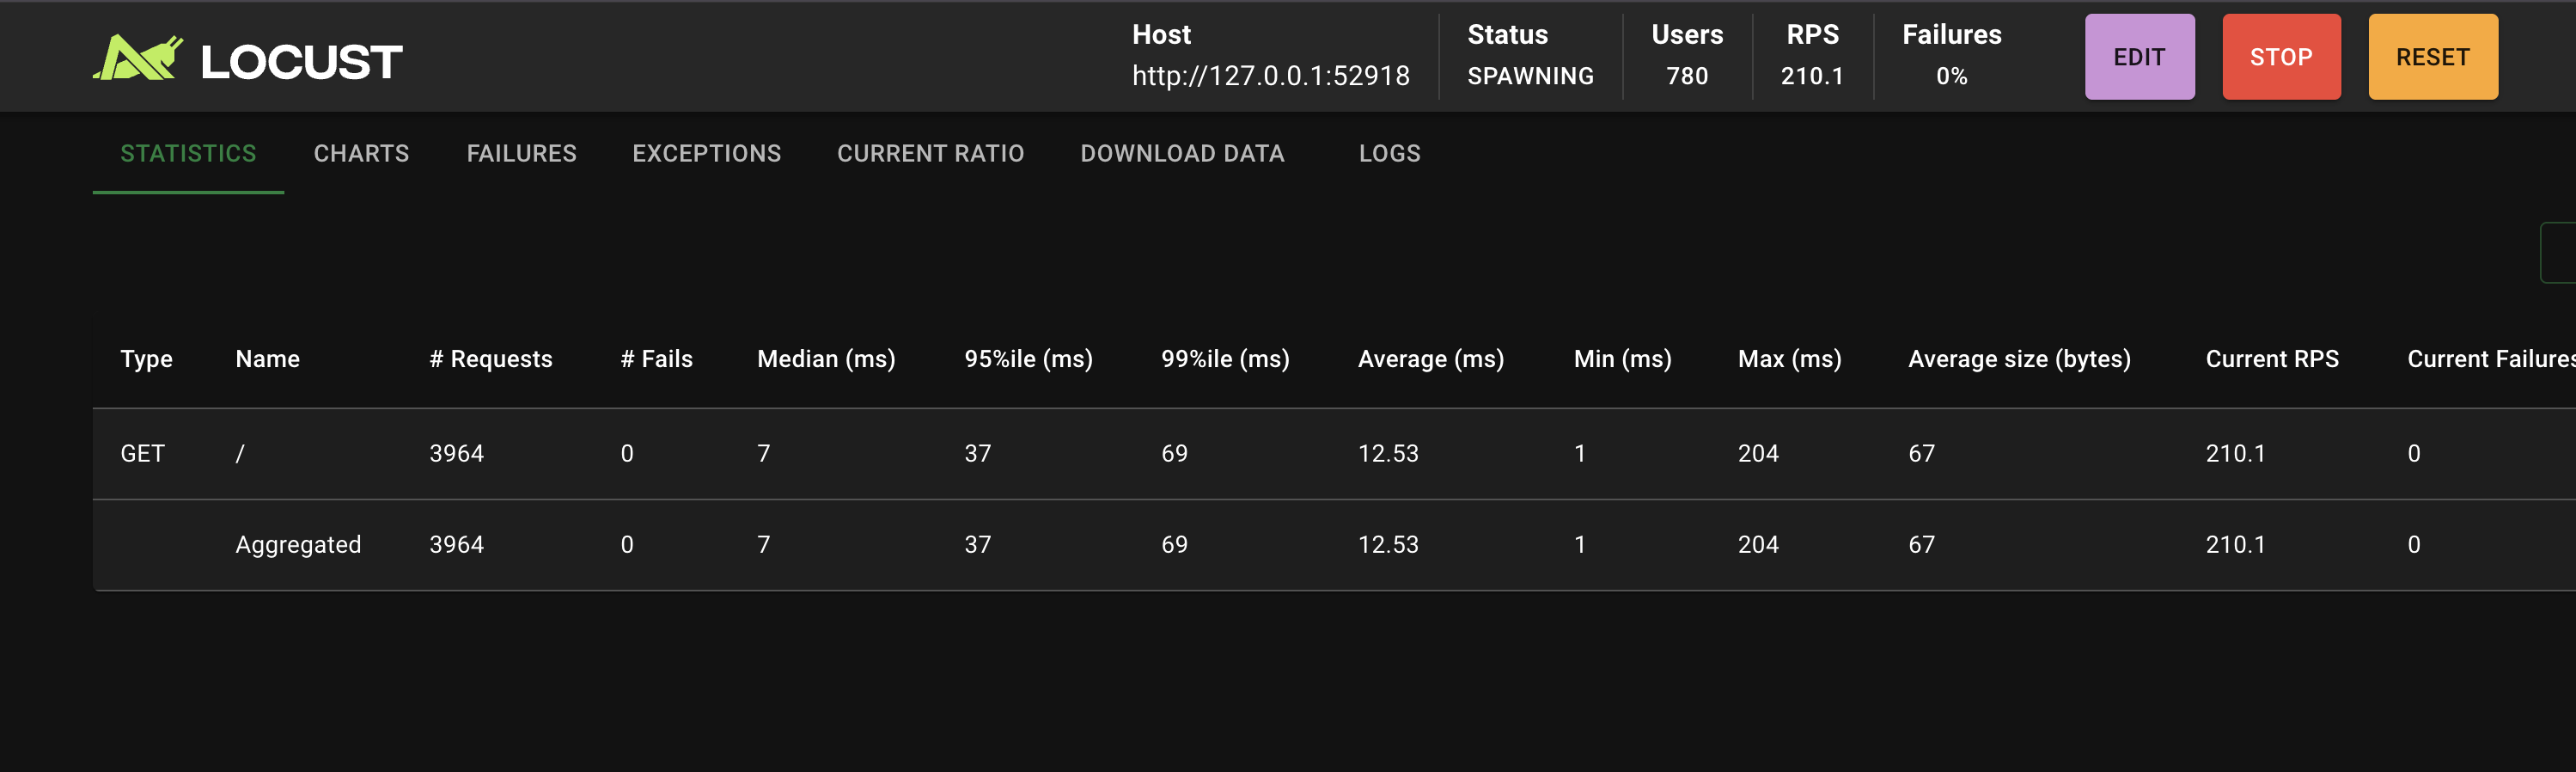 LOCUST
Host
http://127.0.0.1:52918
Status
SPAWNING
Users
780
RPS
210.1
Failures
0%
EDIT
STOP
RESET
STATISTICS CHARTS FAILURES EXCEPTIONS CURRENT RATIO DOWNLOAD DATA LOGS
Type Name # Requests # Fails Median (ms) 95%ile (ms) 99%ile (ms) Average (ms) Min (ms) Max (ms) Average size (bytes) Current RPS Current Failures
GET / 3964 0 7 37 69 12.53 1 204 67 210.1 0
Aggregated 3964 0 7 37 69 12.53 1 204 67 210.1 0